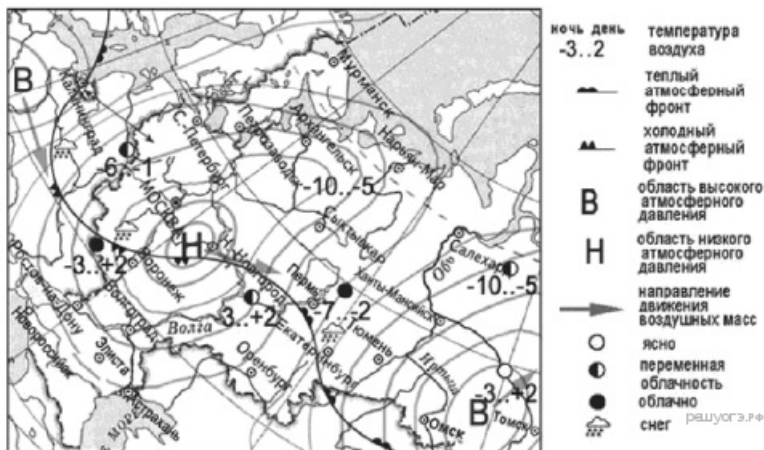 В
Калининград
Мурманск
С-Петербург
Петрозаводск
Архангельск
Нарьян-Мар
-6..-1
-10..-5
МОСКВА
Н
Сыктывкар
Салехард
Обь
-10..-5
-3..+2
Воронеж
Н.Новгород
Пермь
Ханты-Мансийск
-7..-2
3..+2
Ростов-на-Дону
Волгоград
Волга
Екатеринбург
Тюмень
Новороссийск
Элиста
Оренбург
Иртыш
-3..+2
В
Томск
Омск
Астрахань
МОРЕ
ночь день
-3..2
температура
воздуха
теплый
атмосферный
фронт
холодный
атмосферный
фронт
В
область высокого
атмосферного
давления
Н
область низкого
атмосферного
давления
направление
движения
воздушных масс
ясно
переменная
облачность
облачно
снег
решуогэ.рф